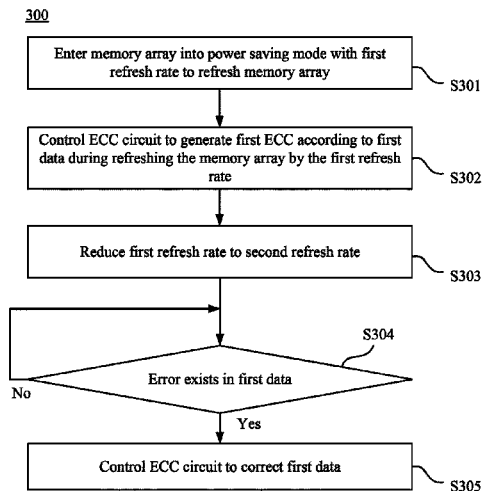 300
Enter memory array into power saving mode with first
refresh rate to refresh memory array
S301
Control ECC circuit to generate first ECC according to first
data during refreshing the memory array by the first refresh
rate
S302
Reduce first refresh rate to second refresh rate
S303
S304
Error exists in first data
No
Yes
Control ECC circuit to correct first data
S305